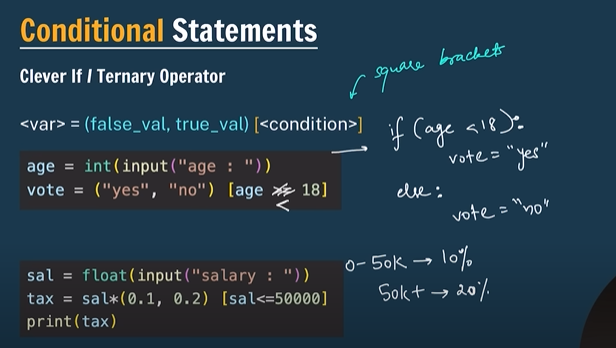 Conditional Statements
Clever If / Ternary Operator
square brackets
<var> = (false_val, true_val) [<condition>]
age = int(input("age : "))
vote = ("yes", "no") [age < 18]
if (age < 18):
vote = "yes"
else:
vote = "no"
sal = float(input("salary : "))
tax = sal*(0.1, 0.2) [sal<=50000]
print(tax)
0-50K → 10%
50K+ → 20%